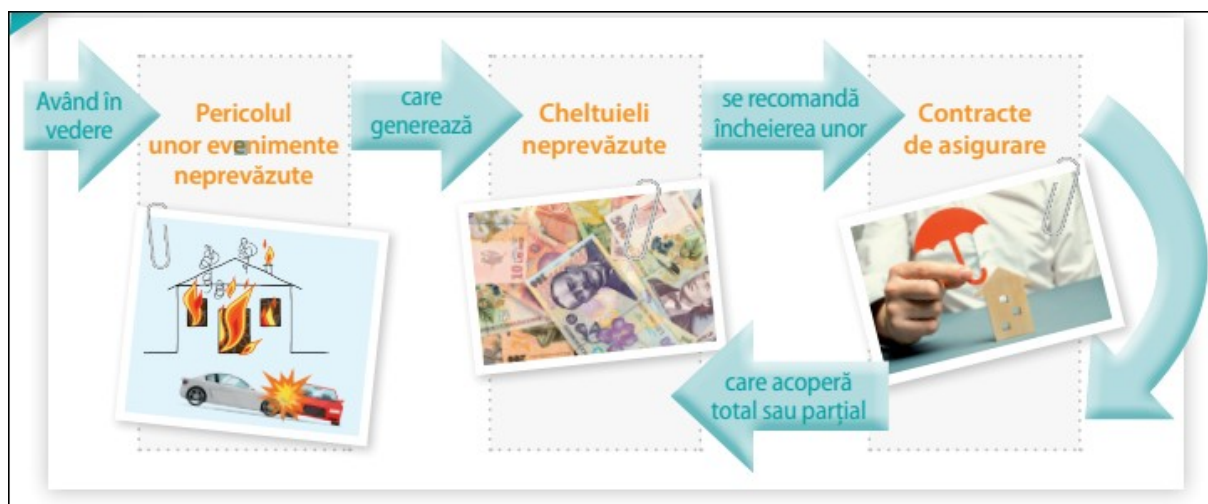 Având în
vedere
Pericolul
unor evenimente
neprevăzute
care
generează
Cheltuieli
neprevăzute
se recomandă
încheierea unor
Contracte
de asigurare
care acoperă
total sau parțial